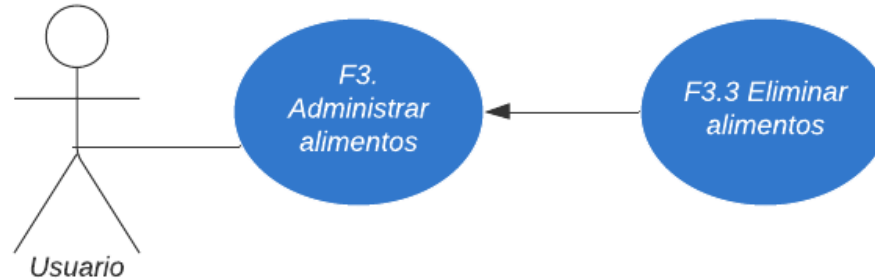 F3.
Administrar
alimentos
F3.3 Eliminar
alimentos
Usuario